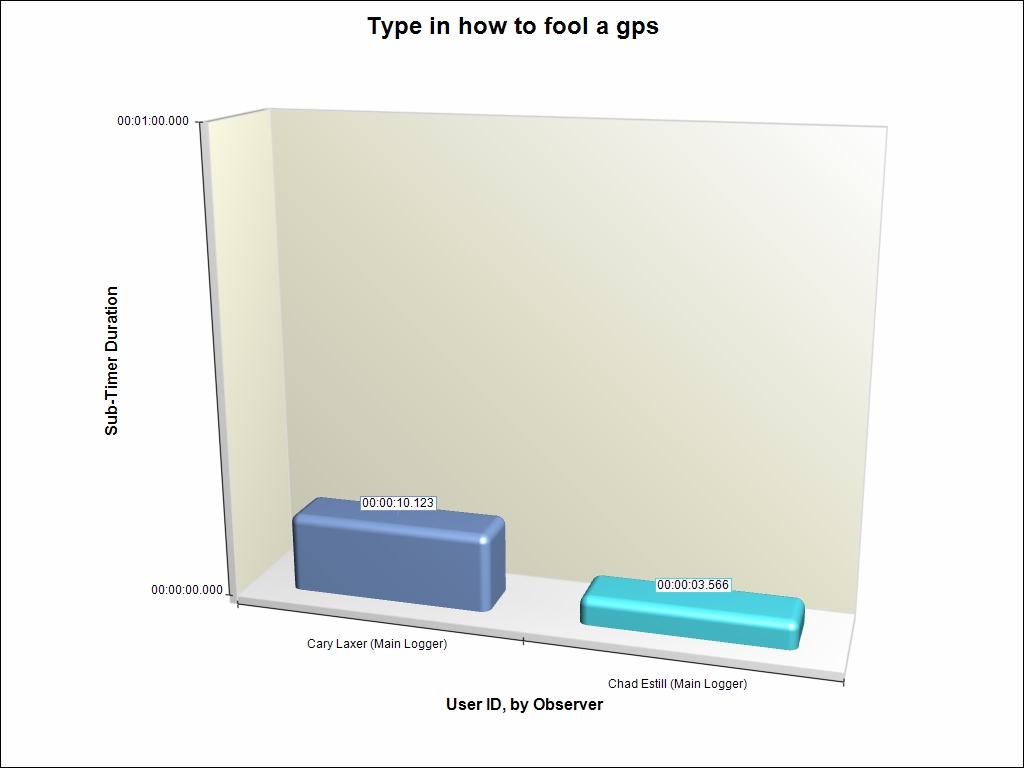 Type in how to fool a gps
00:01:00.000
Sub-Timer Duration
00:00:10.123
00:00:03.566
00:00:00.000
Cary Laxer (Main Logger)
Chad Estill (Main Logger)
User ID, by Observer